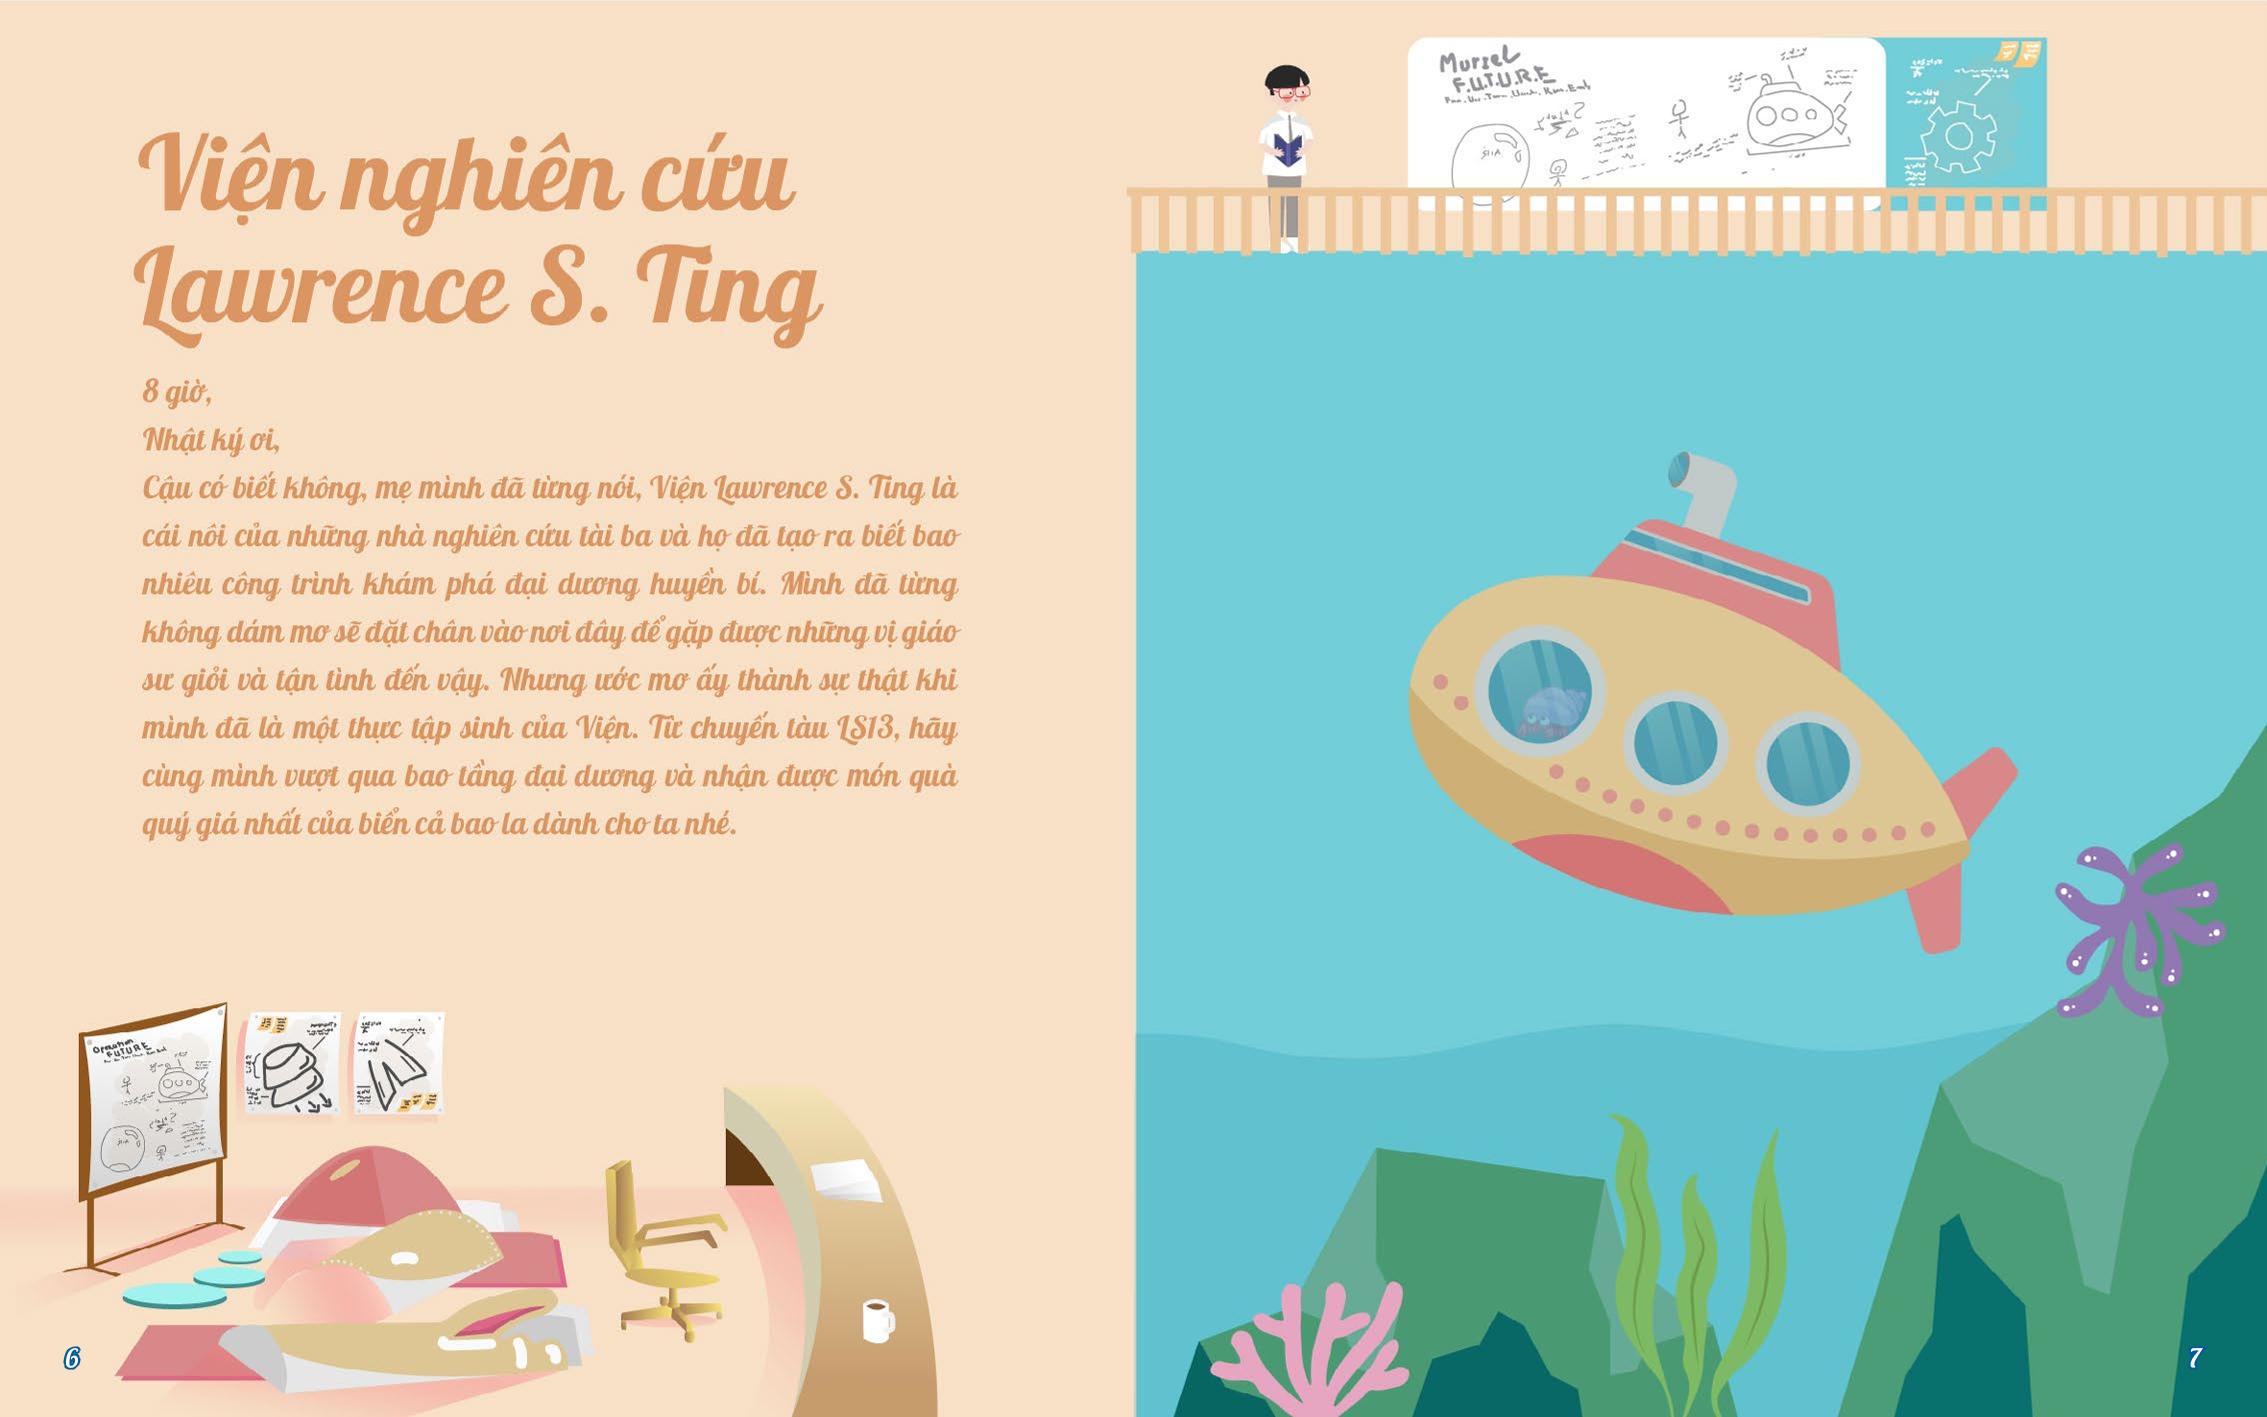 Viện nghiên cứu
Lawrence S. Ting
8 giờ,
Nhật ký ơi,
Cậu có biết không, mẹ mình đã từng nói, Viện Lawrence S. Ting là
cái nôi của những nhà nghiên cứu tài ba và họ đã tạo ra biết bao
nhiêu công trình khám phá đại dương huyền bí. Mình đã từng
không dám mơ sẽ đặt chân vào nơi đây để gặp được những vị giáo
sư giỏi và tận tình đến vậy. Nhưng ước mơ ấy thành sự thật khi
mình đã là một thực tập sinh của Viện. Từ chuyến tàu LS13, hãy
cùng mình vượt qua bao tầng đại dương và nhận được món quà
quý giá nhất của biển cả bao la dành cho ta nhé.
Operation
FUTURE
6
Mursel
F.U.T.U.R.E
7